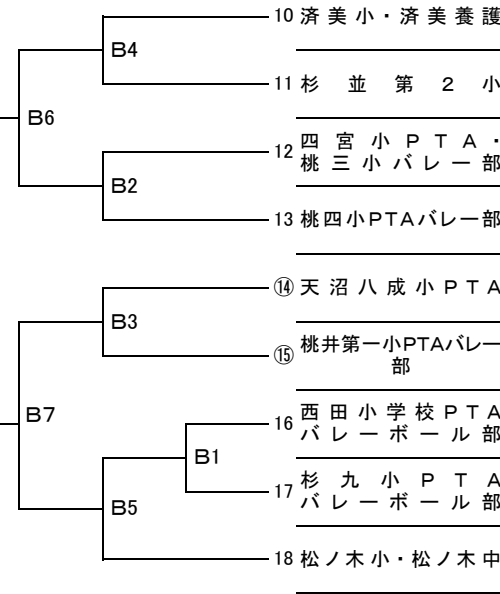 10 済美小・済美養護
B4
11 杉並第2小
B6
12 四宮小PTA・
桃三小バレー部
B2
13 桃四小PTAバレー部
⑭ 天沼八成小PTA
B3
⑮ 桃井第一小PTAバレー
部
B7
16 西田小学校PTA
バレーボール部
B1
17 杉九小PTA
バレーボール部
B5
18 松ノ木小・松ノ木中